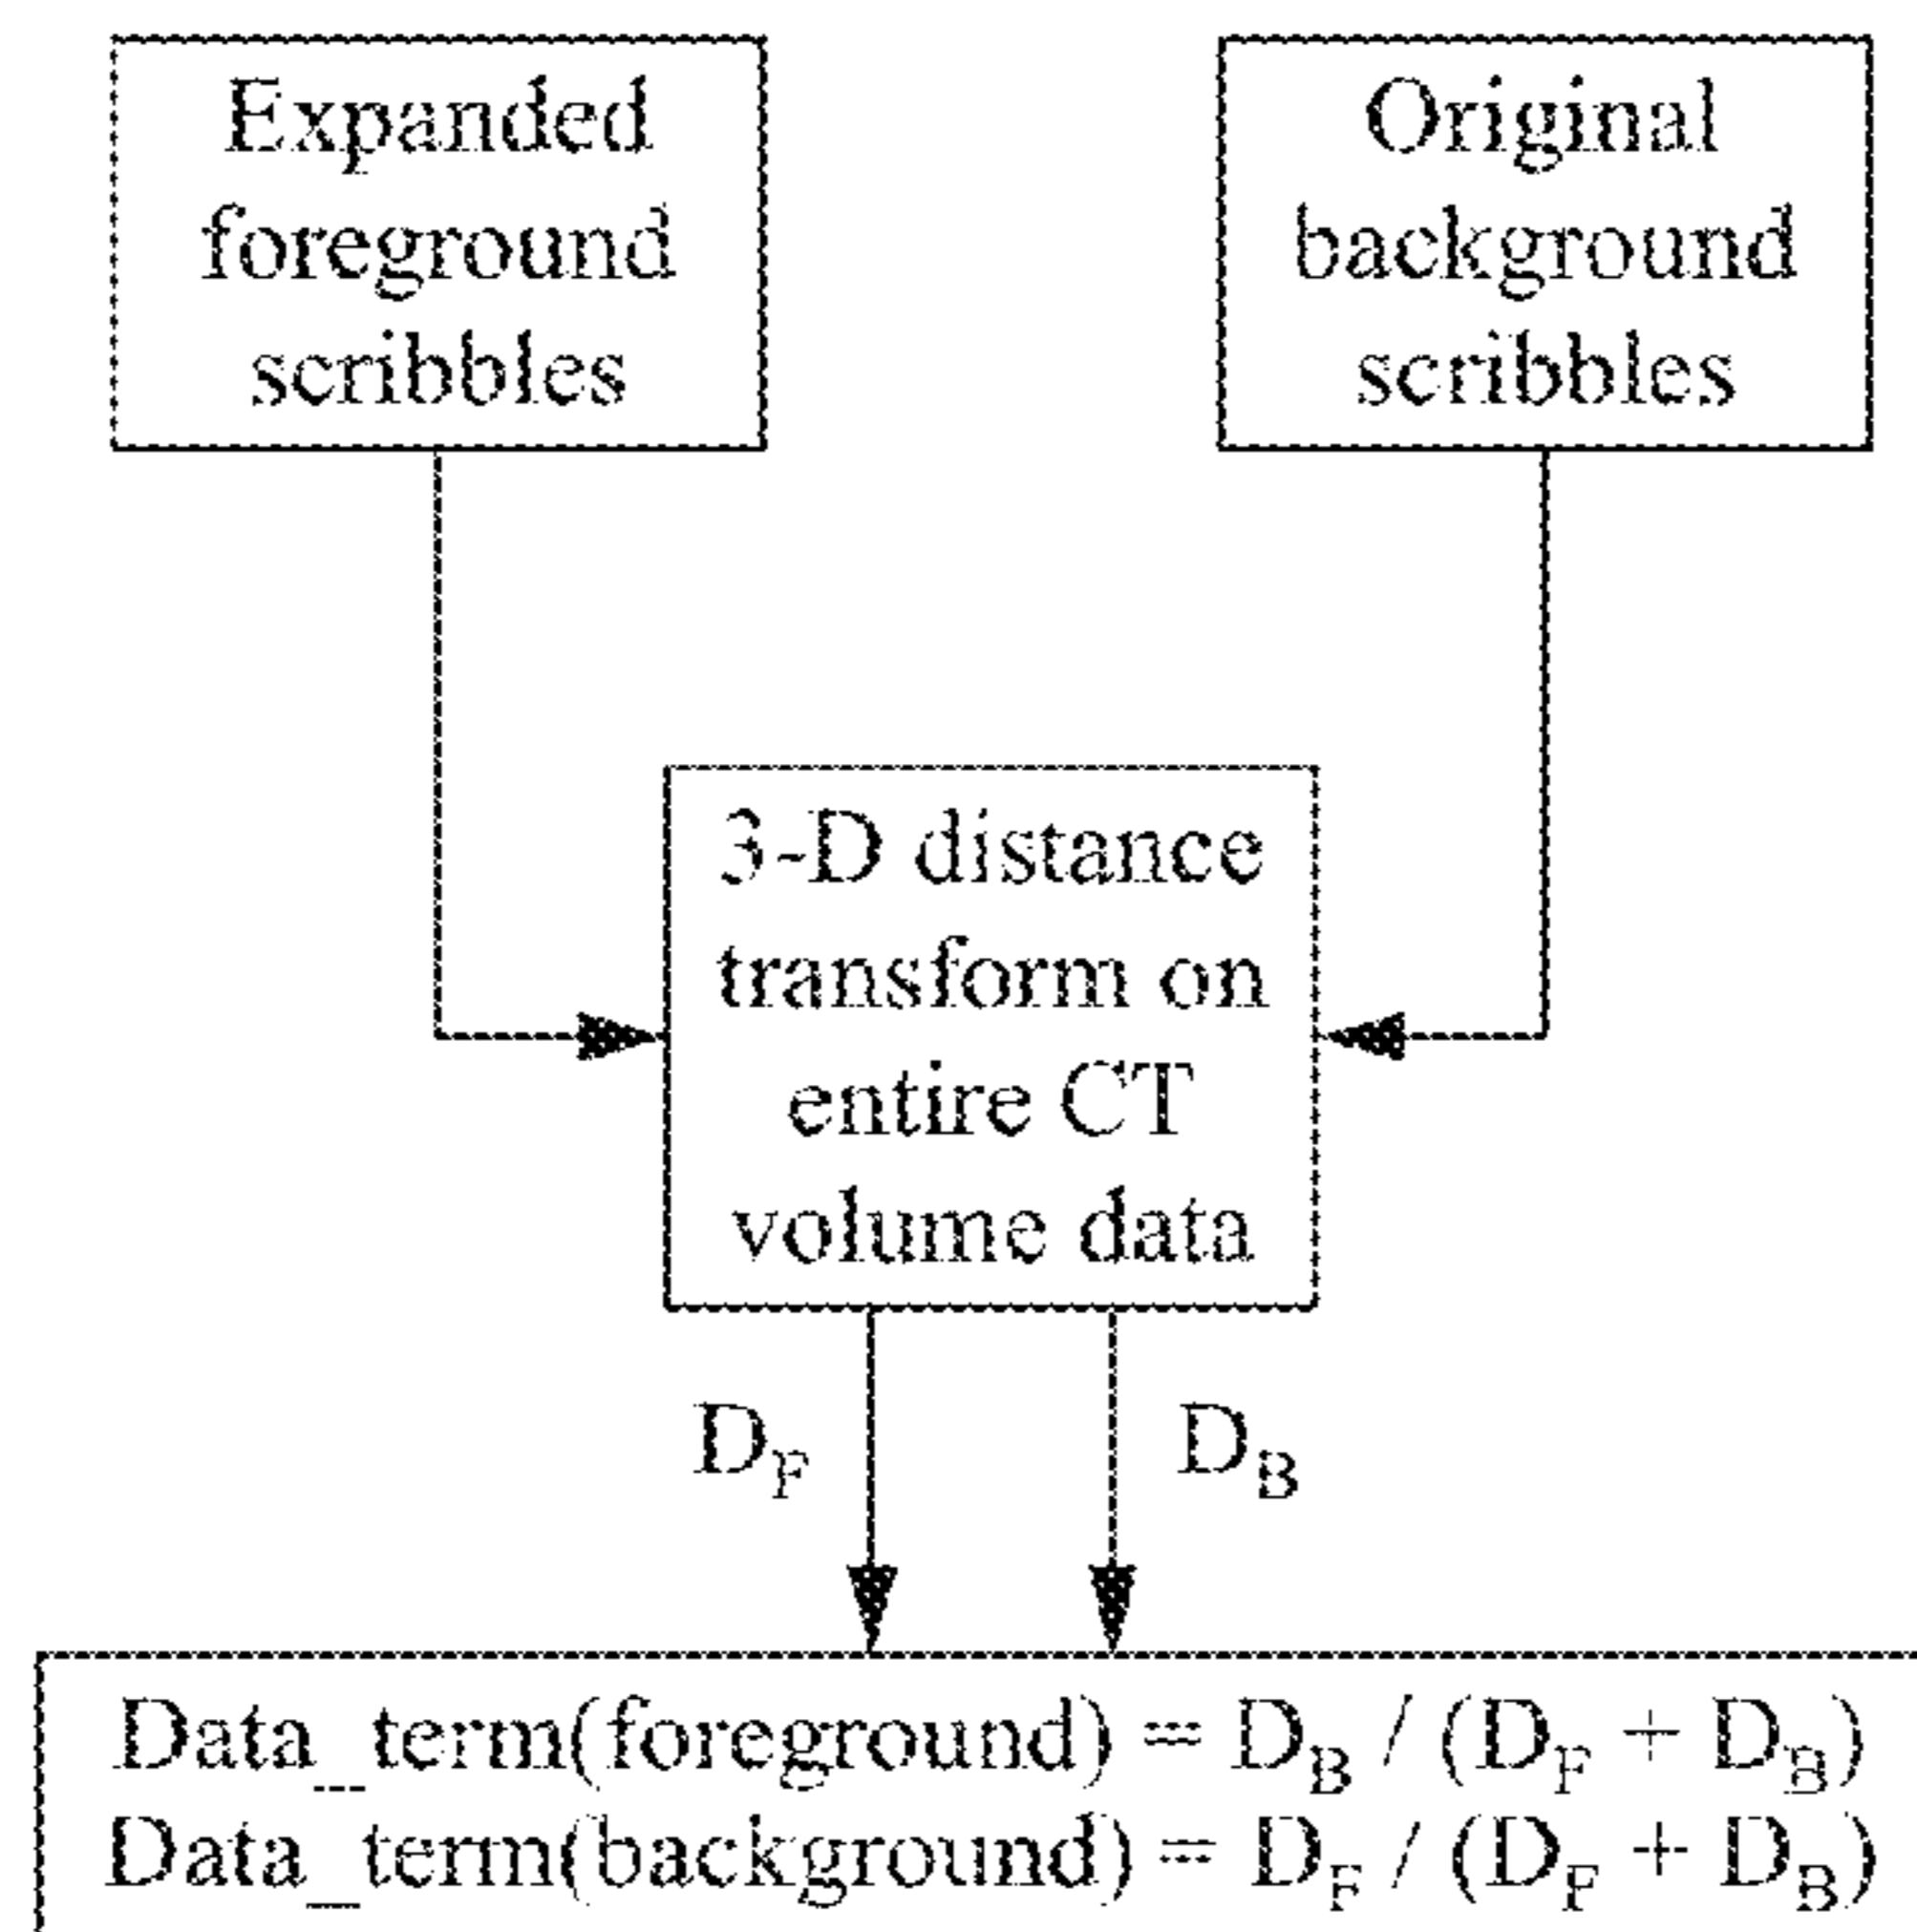 Expanded
foreground
scribbles
Original
background
scribbles
3-D distance
transform on
entire CT
volume data
D_F
D_B
Data_term(foreground) = D_B / (D_F + D_B)
Data_term(background) = D_F / (D_F + D_B)